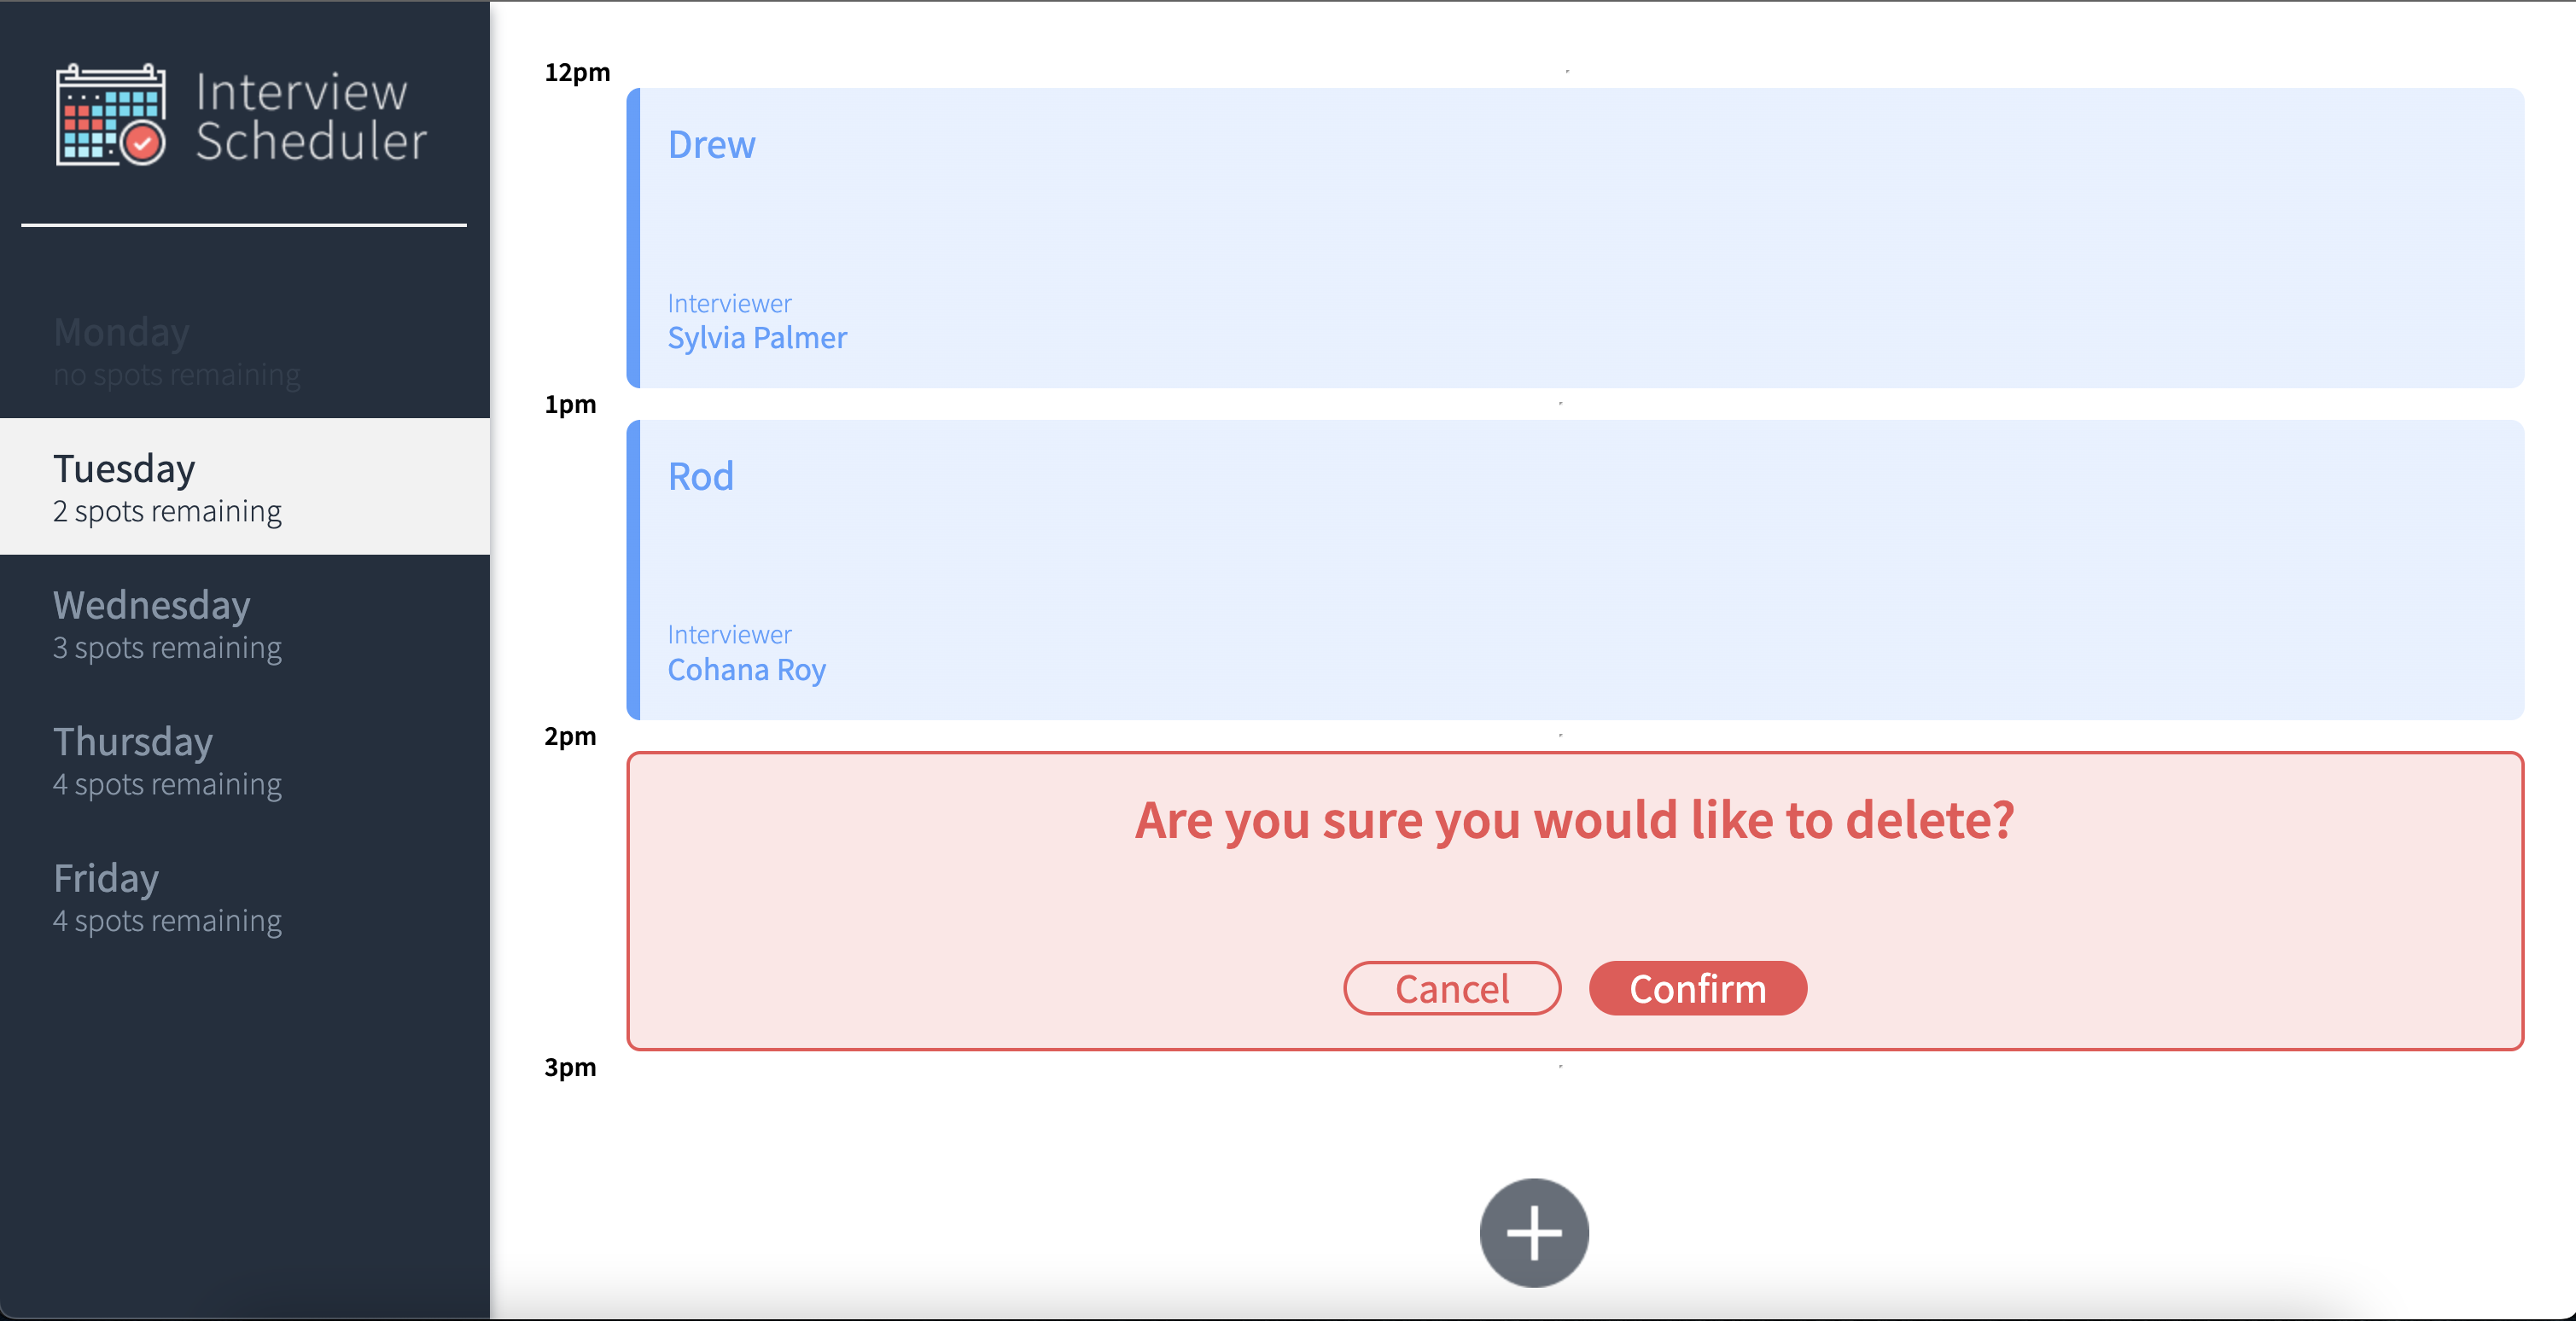 Interview
Scheduler
Monday
no spots remaining
Tuesday
2 spots remaining
Wednesday
3 spots remaining
Thursday
4 spots remaining
Friday
4 spots remaining
12pm
Drew
Interviewer
Sylvia Palmer
1pm
Rod
Interviewer
Cohana Roy
2pm
Are you sure you would like to delete?
Cancel Confirm
3pm